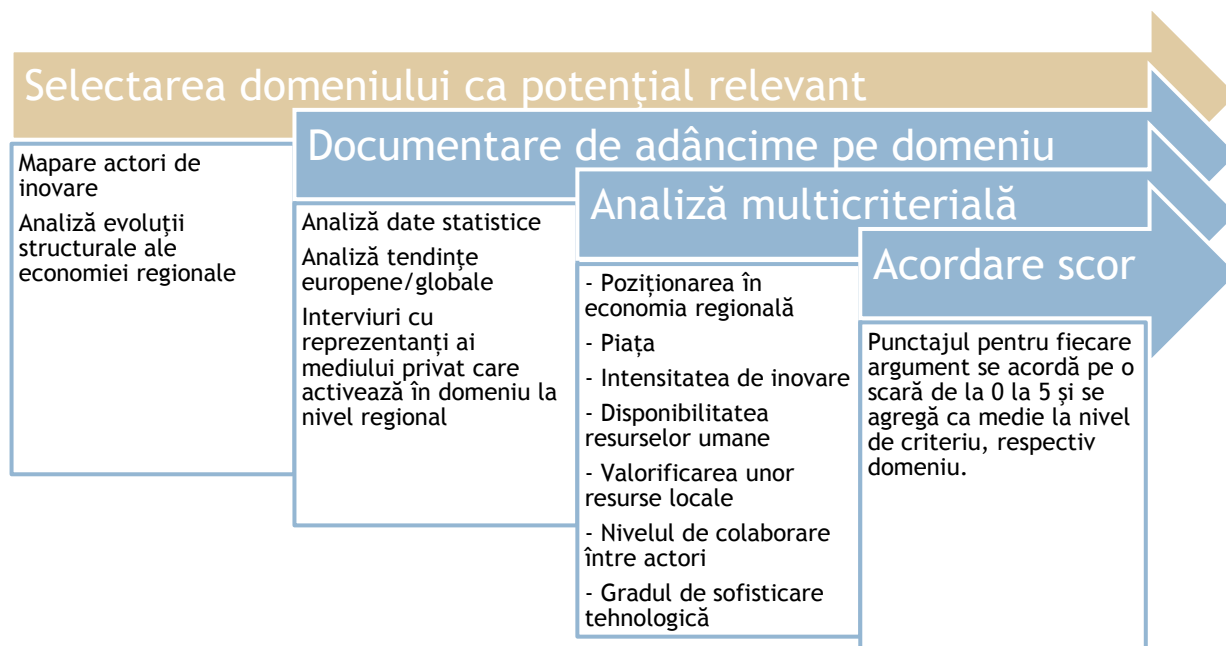 Selectarea domeniului ca potenţial relevant
Mapare actori de
inovare
Analiză evoluţii
structurale ale
economiei regionale
Documentare de adâncime pe domeniu
Analiză date statistice
Analiză tendinţe
europene/globale
Interviuri cu
reprezentanți ai
mediului privat care
activează în domeniu la
nivel regional
Analiză multicriterială
- Poziționarea în
economia regională
- Piața
- Intensitatea de inovare
- Disponibilitatea
resurselor umane
- Valorificarea unor
resurse locale
- Nivelul de colaborare
între actori
- Gradul de sofisticare
tehnologică
Acordare scor
Punctajul pentru fiecare
argument se acordă pe o
scară de la 0 la 5 şi se
agregă ca medie la nivel
de criteriu, respectiv
domeniu.